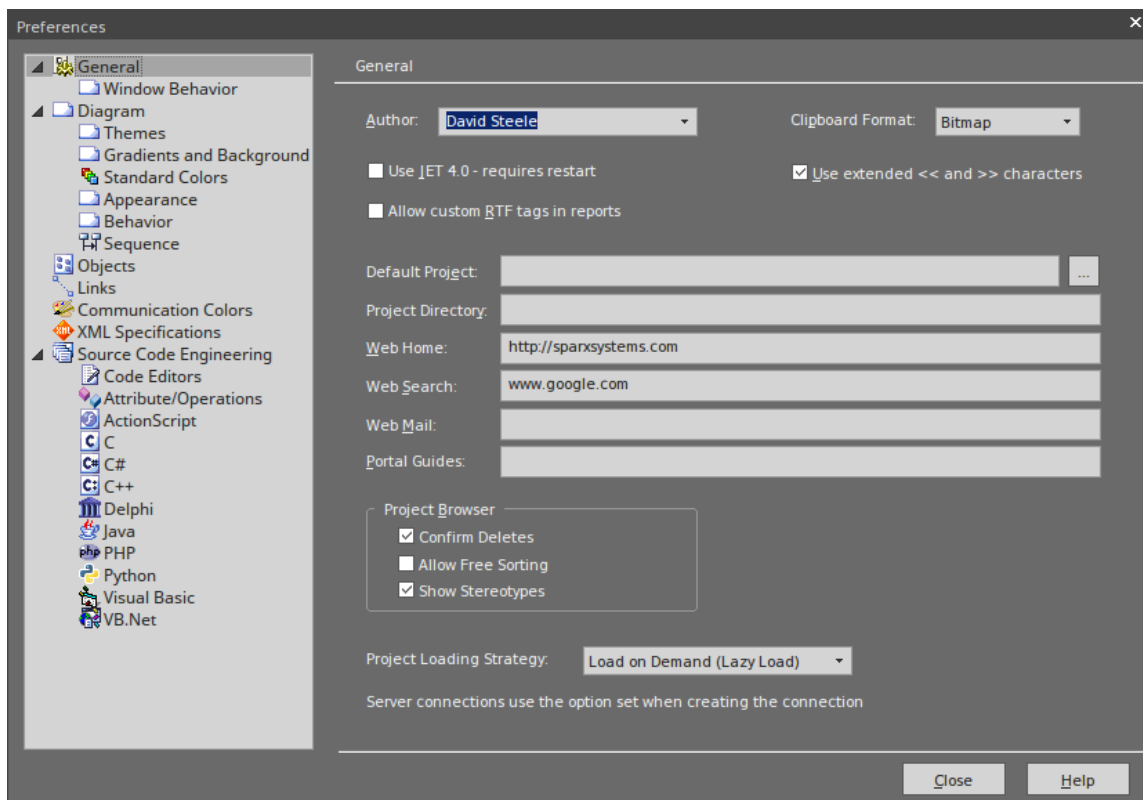 Preferences
General
Window Behavior
Diagram
Themes
Gradients and Background
Standard Colors
Appearance
Behavior
Sequence
Objects
Links
Communication Colors
XML Specifications
Source Code Engineering
Code Editors
Attribute/Operations
ActionScript
C
C#
C++
Delphi
Java
php PHP
Python
Visual Basic
VB.Net
General
Author: David Steele Clipboard Format: Bitmap
Use JET 4.0 - requires restart Use extended << and >> characters
Allow custom RTF tags in reports
Default Project: ...
Project Directory:
Web Home: http://sparxsystems.com
Web Search: www.google.com
Web Mail:
Portal Guides:
Project Browser
Confirm Deletes
Allow Free Sorting
Show Stereotypes
Project Loading Strategy: Load on Demand (Lazy Load)
Server connections use the option set when creating the connection
Close Help